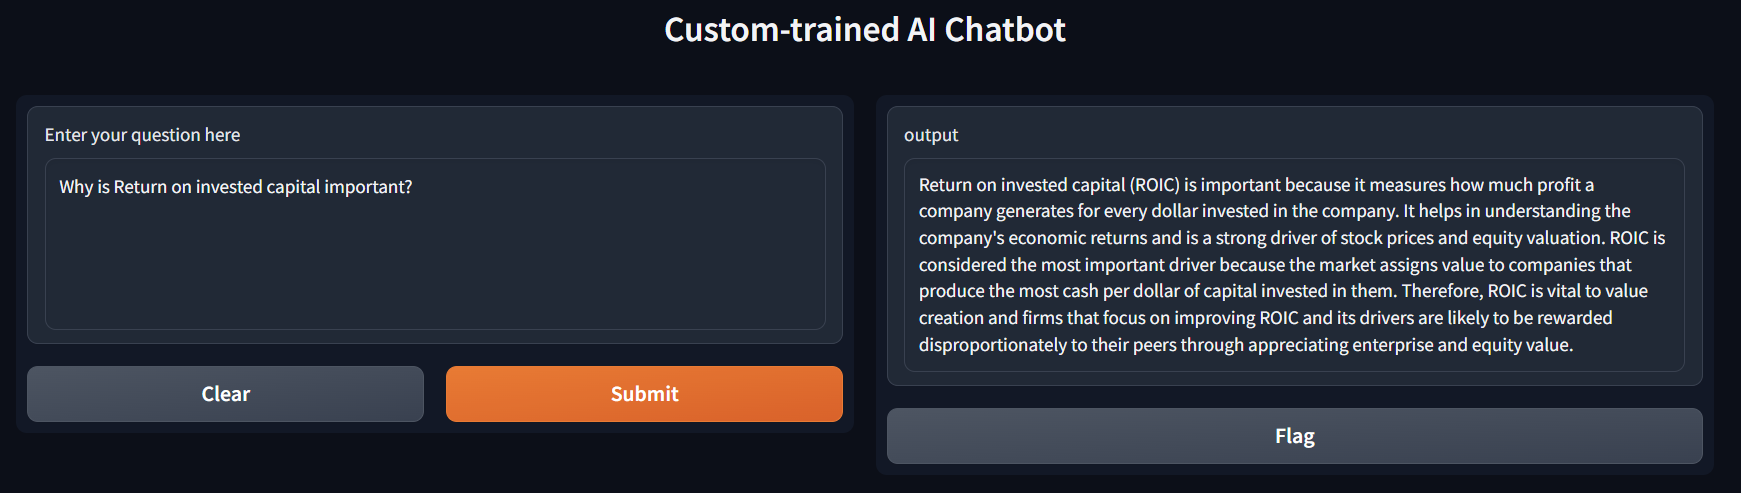 Custom-trained AI Chatbot
Enter your question here
Why is Return on invested capital important?
Clear
Submit
output
Return on invested capital (ROIC) is important because it measures how much profit a
company generates for every dollar invested in the company. It helps in understanding the
company's economic returns and is a strong driver of stock prices and equity valuation. ROIC is
considered the most important driver because the market assigns value to companies that
produce the most cash per dollar of capital invested in them. Therefore, ROIC is vital to value
creation and firms that focus on improving ROIC and its drivers are likely to be rewarded
disproportionately to their peers through appreciating enterprise and equity value.
Flag